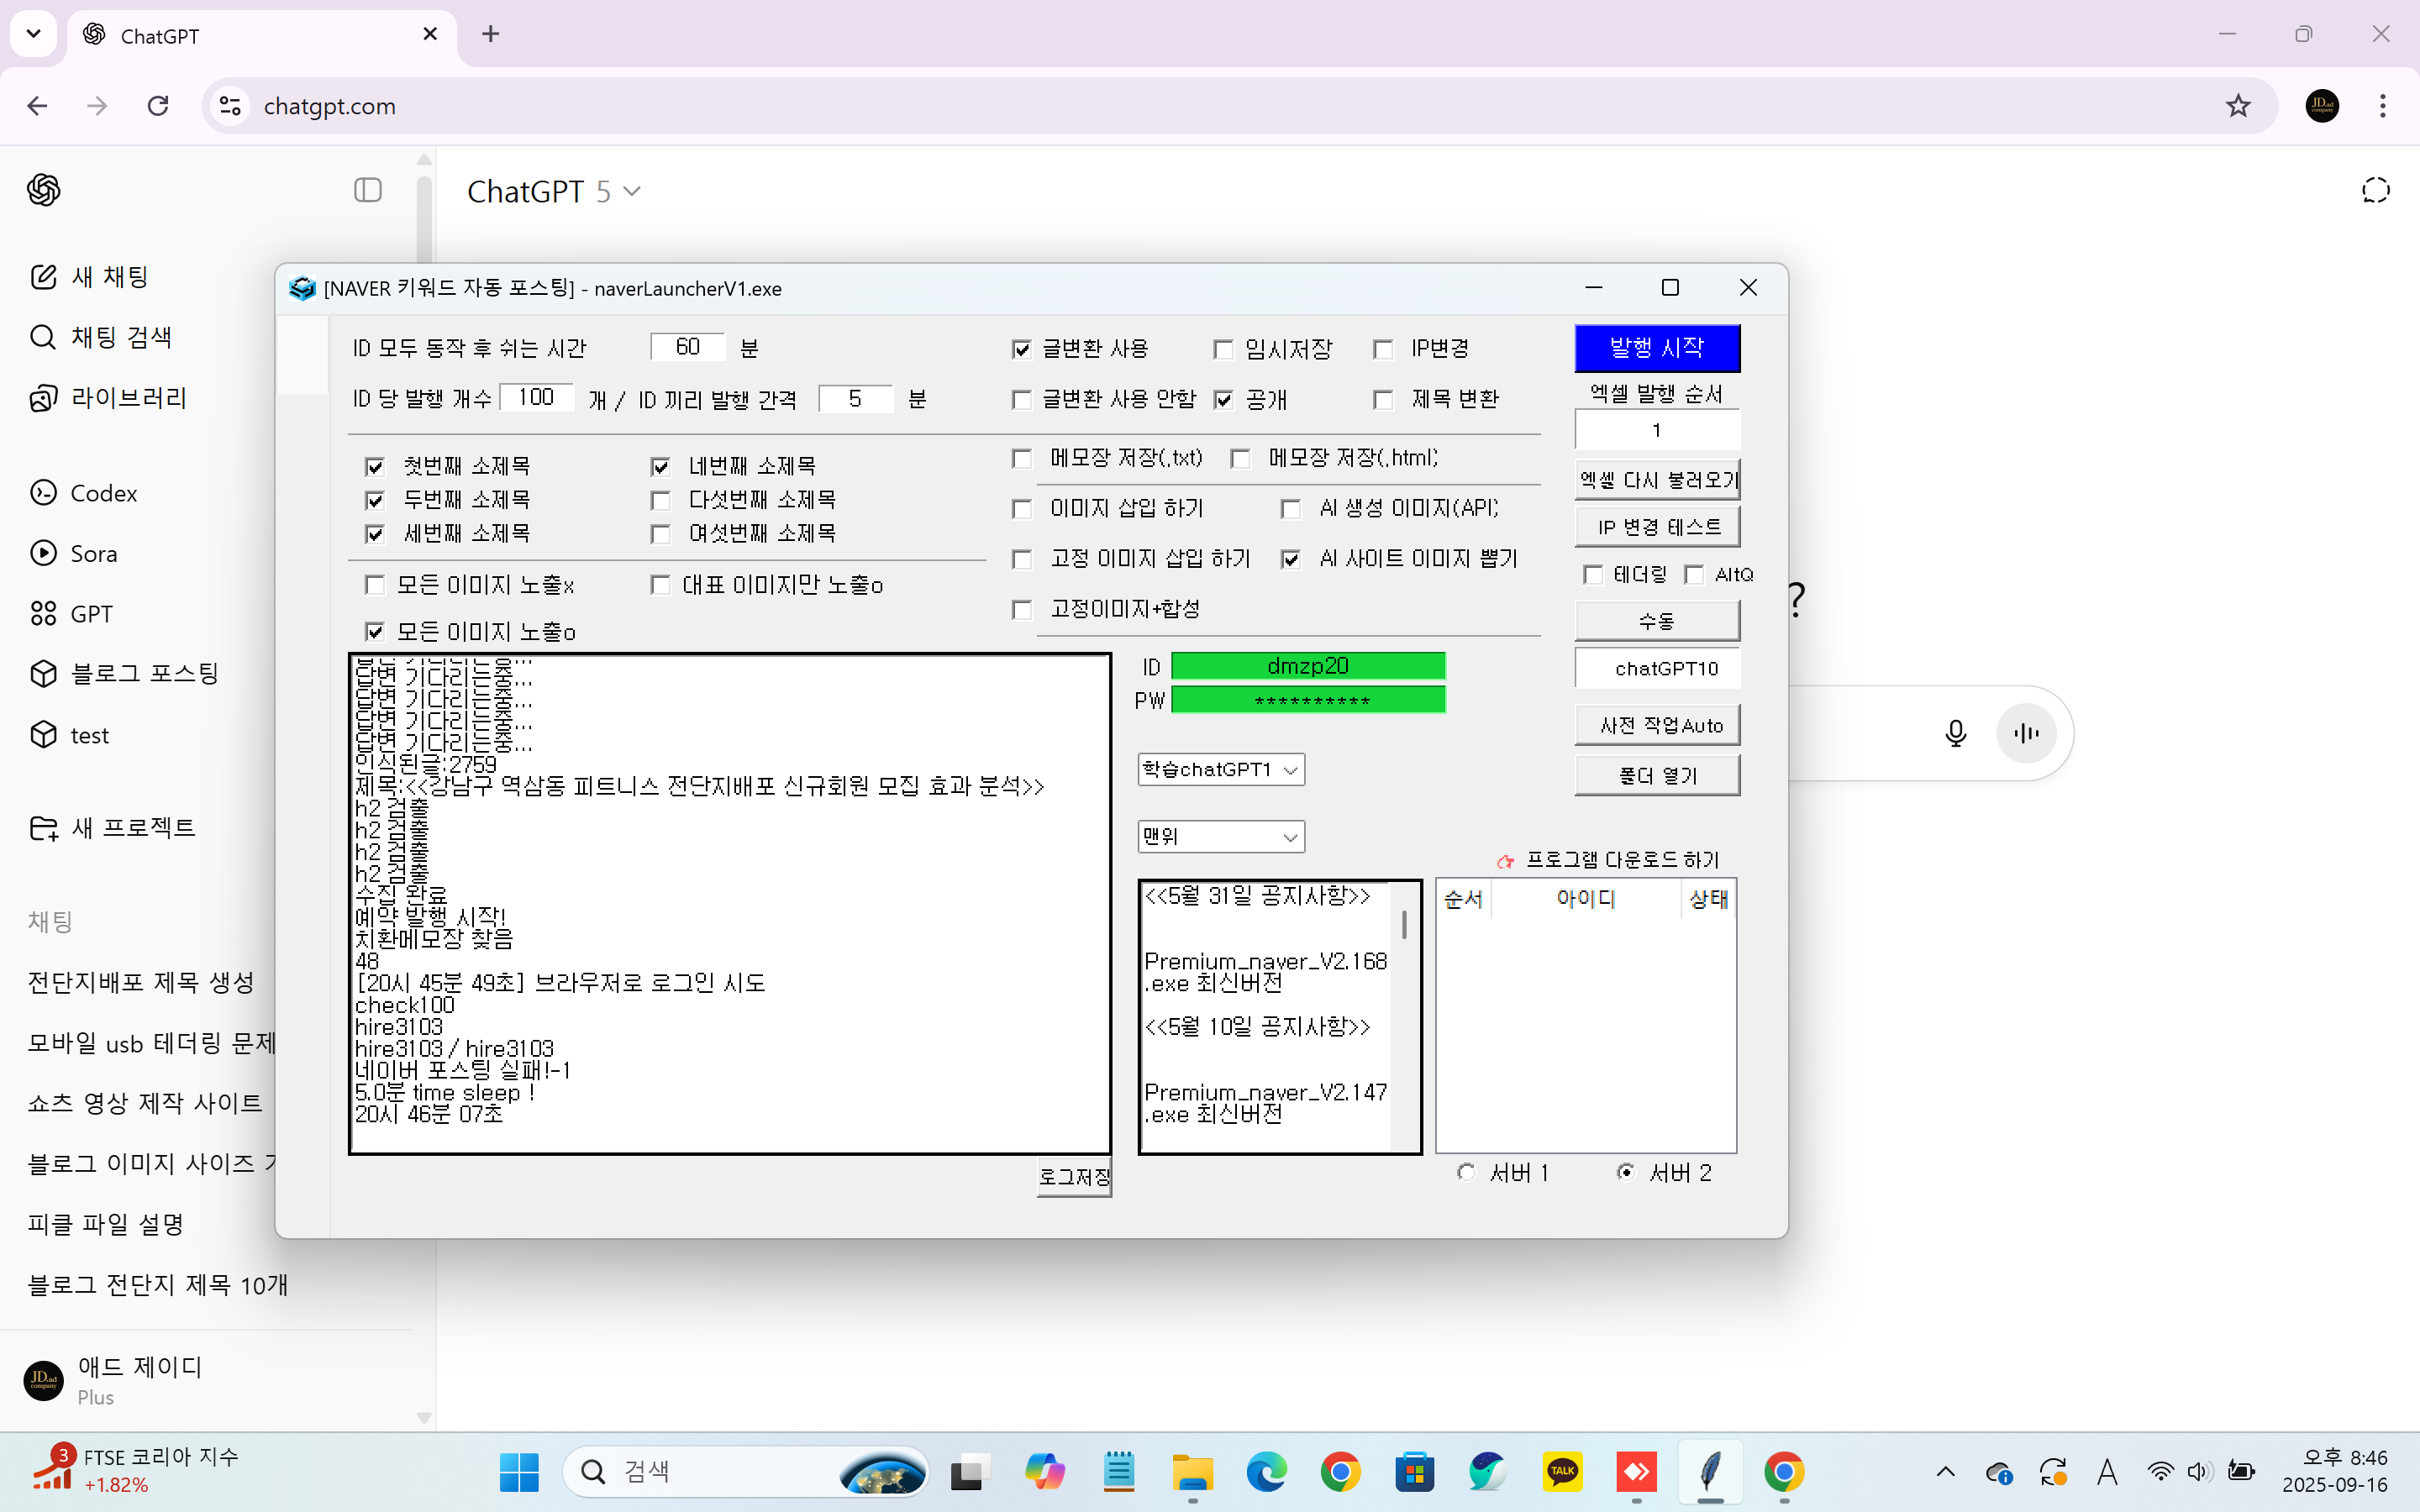 ChatGPT
chatgpt.com
ChatGPT 5
새 채팅
채팅 검색
라이브러리
Codex
Sora
GPT
블로그 포스팅
test
새 프로젝트
채팅
전단지배포 제목 생성
모바일 usb 테더링 문제
쇼츠 영상 제작 사이트
블로그 이미지 사이즈
피클 파일 설명
블로그 전단지 제목 10개
애드 제이디
Plus
[NAVER 키워드 자동 포스팅] - naverLauncherV1.exe
ID 모두 동작 후 쉬는 시간 60 분
ID 당 발행 개수 100 개 / ID 끼리 발행 간격 5 분
글변환 사용 임시저장 IP변경
글변환 사용 안함 공개 제목 변환
첫번째 소제목 네번째 소제목
두번째 소제목 다섯번째 소제목
세번째 소제목 여섯번째 소제목
모든 이미지 노출x 대표 이미지만 노출o
모든 이미지 노출o
메모장 저장(.txt) 메모장 저장(.html)
이미지 삽입 하기 AI 생성 이미지(API)
고정 이미지 삽입 하기 AI 사이트 이미지 뽑기
고정이미지+합성
발행 시작
엑셀 발행 순서
1
엑셀 다시 불러오기
IP 변경 테스트
테더링 AltQ
수동
chatGPT10
사전 작업Auto
폴더 열기
ID dmzp20
PW **********
학습chatGPT1
맨위
답변 기다리는중...
답변 기다리는중...
답변 기다리는중...
답변 기다리는중...
인식된글:2759
제목:<<강남구 역삼동 피트니스 전단지배포 신규회원 모집 효과 분석>>
h2 검출
h2 검출
h2 검출
h2 검출
수집 완료
예약 발행 시작!
치환메모장 찾음
48
[20시 45분 49초] 브라우저로 로그인 시도
check100
hire3103
hire3103 / hire3103
네이버 포스팅 실패!-1
5.0분 time sleep !
20시 46분 07초
로그저장
<<5월 31일 공지사항>>
Premium_naver_V2.168
.exe 최신버전
<<5월 10일 공지사항>>
Premium_naver_V2.147
.exe 최신버전
프로그램 다운로드 하기
순서 아이디 상태
서버 1 서버 2
?
JD.ad
company
3
FTSE 코리아 지수
+1.82%
검색
TALK
A
오후 8:46
2025-09-16